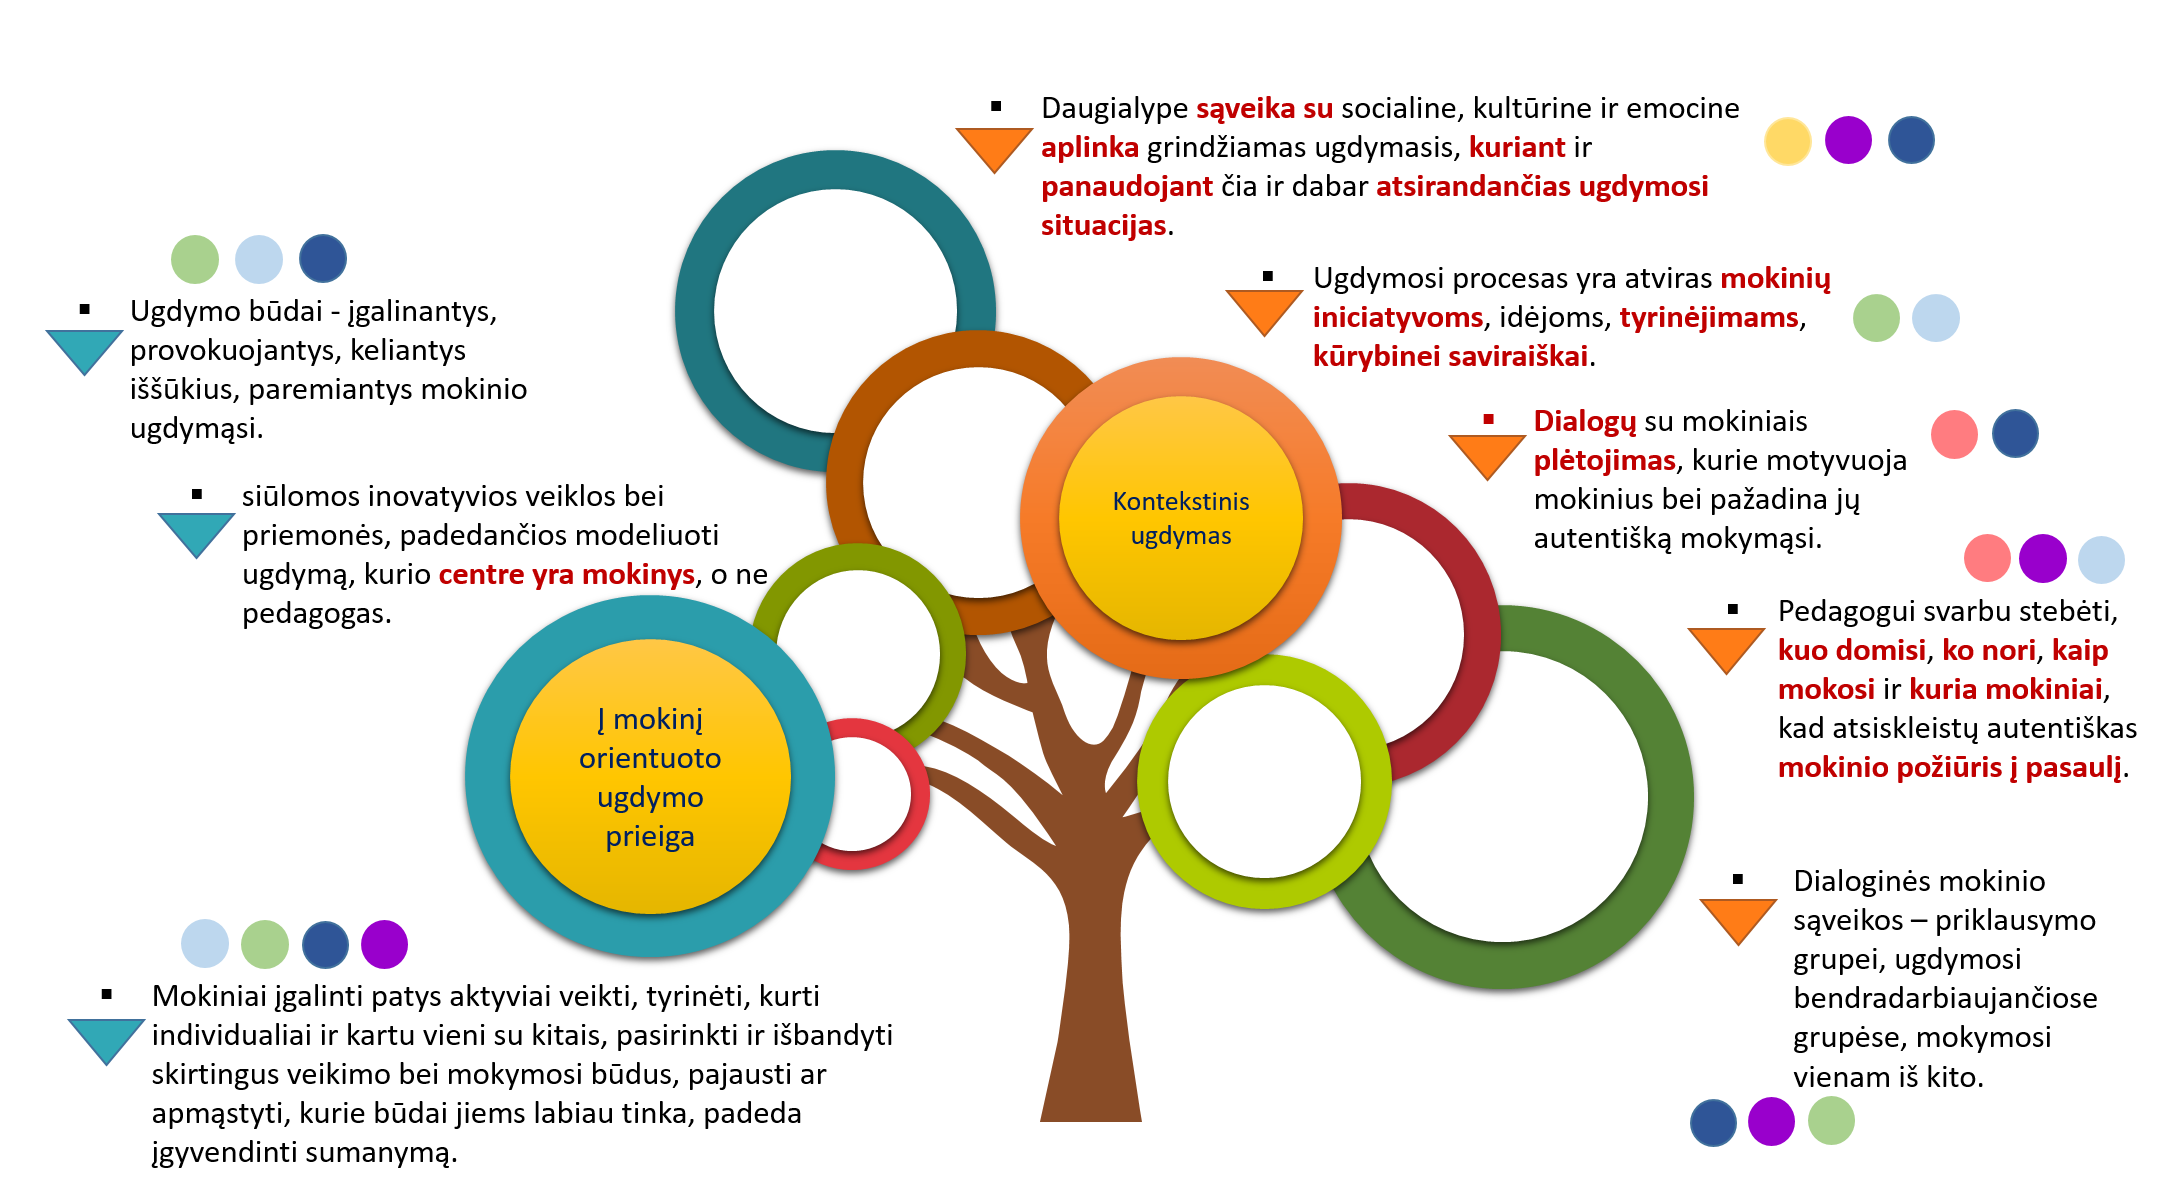 ▪ Daugialype sąveika su socialine, kultūrine ir emocine
aplinka grindžiamas ugdymasis, kuriant ir
panaudojant čia ir dabar atsirandančias ugdymosi
situacijas.
▪ Ugdymosi procesas yra atviras mokinių
iniciatyvoms, idėjoms, tyrinėjimams,
kūrybinei saviraiškai.
▪ Dialogų su mokiniais
plėtojimas, kurie motyvuoja
mokinius bei pažadina jų
autentišką mokymąsi.
▪ Pedagogui svarbu stebėti,
kuo domisi, ko nori, kaip
mokosi ir kuria mokiniai,
kad atsiskleistų autentiškas
mokinio požiūris į pasaulį.
▪ Dialoginės mokinio
sąveikos – priklausymo
grupei, ugdymosi
bendradarbiaujančiose
grupėse, mokymosi
vienam iš kito.
Kontekstinis
ugdymas
▪ Ugdymo būdai - įgalinantys,
provokuojantys, keliantys
iššūkius, paremiantys mokinio
ugdymąsi.
▪ siūlomos inovatyvios veiklos bei
priemonės, padedančios modeliuoti
ugdymą, kurio centre yra mokinys, o ne
pedagogas.
Į mokinį
orientuoto
ugdymo
prieiga
▪ Mokiniai įgalinti patys aktyviai veikti, tyrinėti, kurti
individualiai ir kartu vieni su kitais, pasirinkti ir išbandyti
skirtingus veikimo bei mokymosi būdus, pajausti ar
apmąstyti, kurie būdai jiems labiau tinka, padeda
įgyvendinti sumanymą.